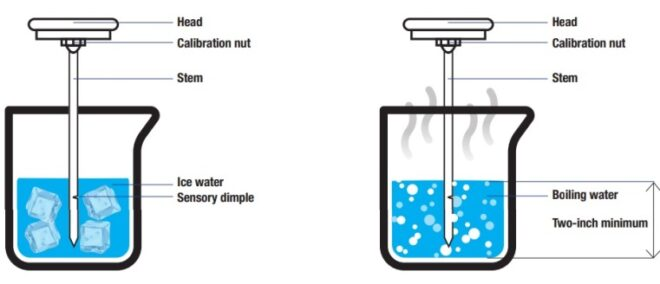 Head
Calibration nut
Stem
Ice water
Sensory dimple
Head
Calibration nut
Stem
Boiling water
Two-inch minimum